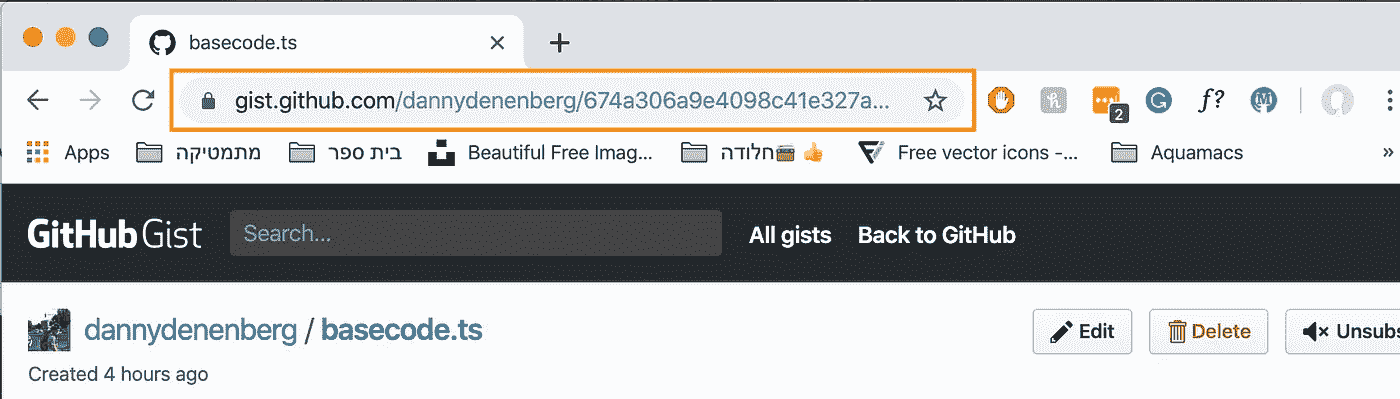 basecode.ts
gist.github.com/dannydenenberg/674a306a9e4098c41e327a...
2
f?
Apps
מתמטיקה
בית ספר
Beautiful Free Imag...
חלודה
Free vector icons -...
Aquamacs
»
GitHub Gist
Search...
All gists
Back to GitHub
dannydenenberg / basecode.ts
Edit
Delete
Unsubs
Created 4 hours ago